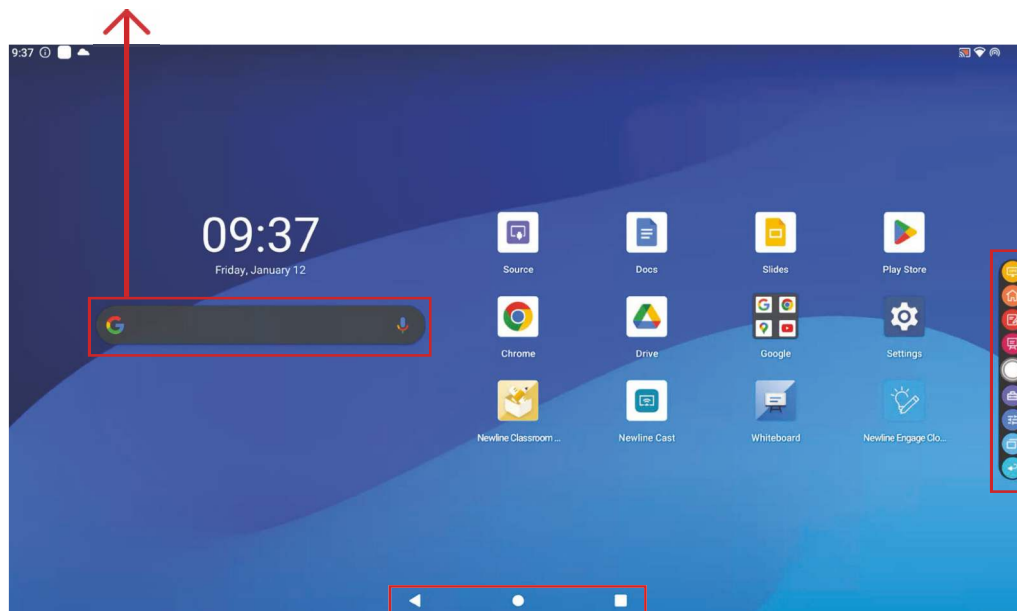 9:37
09:37
Friday, January 12
Source
Docs
Slides
Play Store
Chrome
Drive
Google
Settings
Newline Classroom ...
Newline Cast
Whiteboard
Newline Engage Clo...